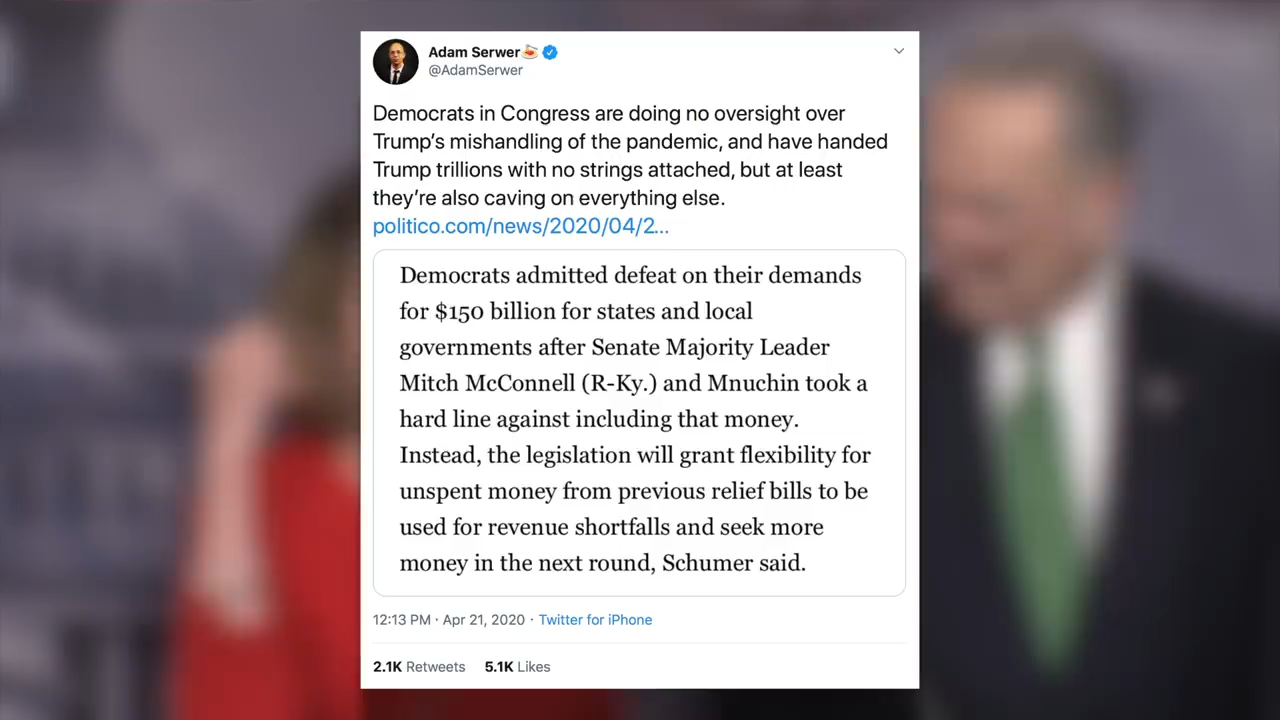 Adam Serwer🍝
@AdamSerwer
Democrats in Congress are doing no oversight over
Trump’s mishandling of the pandemic, and have handed
Trump trillions with no strings attached, but at least
they’re also caving on everything else.
politico.com/news/2020/04/2...
Democrats admitted defeat on their demands
for $150 billion for states and local
governments after Senate Majority Leader
Mitch McConnell (R-Ky.) and Mnuchin took a
hard line against including that money.
Instead, the legislation will grant flexibility for
unspent money from previous relief bills to be
used for revenue shortfalls and seek more
money in the next round, Schumer said.
12:13 PM · Apr 21, 2020 · Twitter for iPhone
2.1K Retweets 5.1K Likes